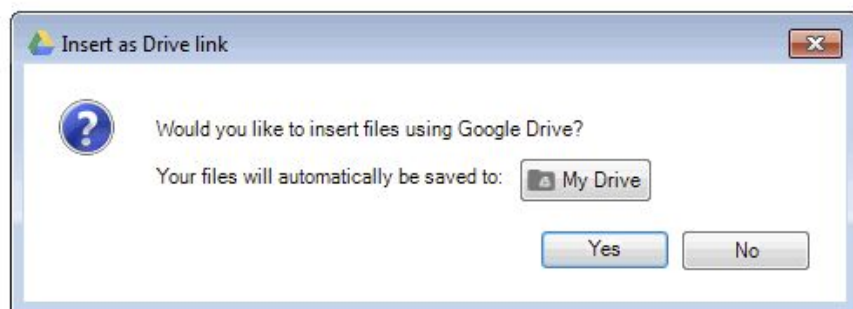 Insert as Drive link
Would you like to insert files using Google Drive?
Your files will automatically be saved to: My Drive
Yes No